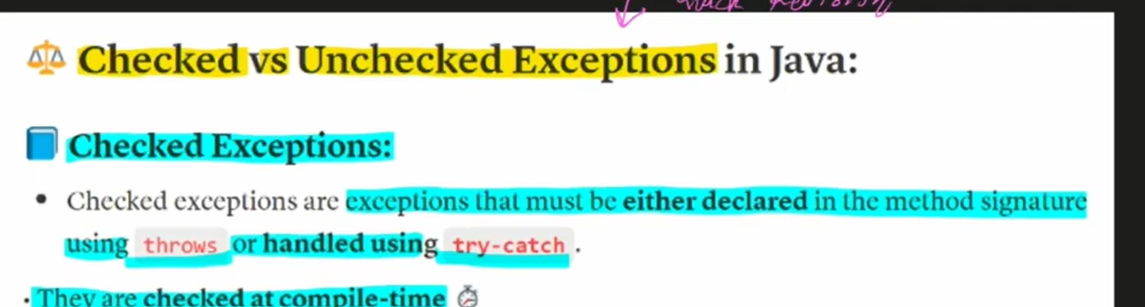 ⚖️ Checked vs Unchecked Exceptions in Java:
📘 Checked Exceptions:
• Checked exceptions are exceptions that must be either declared in the method signature
using throws or handled using try-catch .
· They are checked at compile-time ⏱️